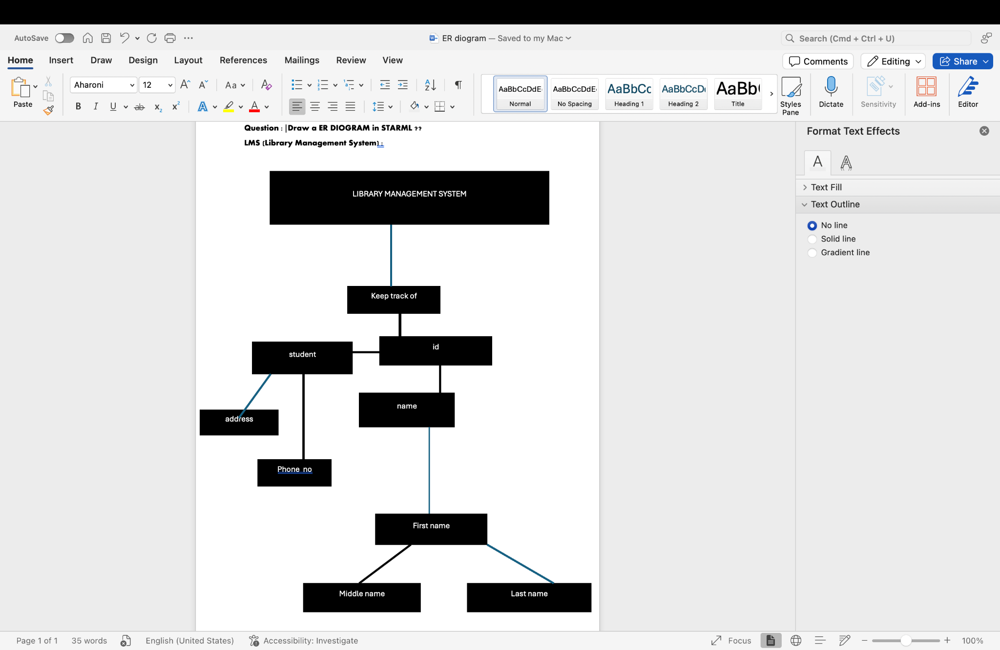 AutoSave
ER diogram — Saved to my Mac
Search (Cmd + Ctrl + U)
Home Insert Draw Design Layout References Mailings Review View
Comments Editing Share
Paste
Aharoni 12
Normal No Spacing Heading 1 Heading 2 Title
AaBbCcDdE AaBbCcDdE AaBbCc AaBbCcD AaBb
Styles Pane
Dictate
Sensitivity
Add-ins
Editor
Question : Draw a ER DIOGRAM in STARML ??
LMS (Library Management System) :
LIBRARY MANAGEMENT SYSTEM
Keep track of
id
student
name
address
Phone no
First name
Middle name
Last name
Format Text Effects
Text Fill
Text Outline
No line
Solid line
Gradient line
Page 1 of 1 35 words English (United States) Accessibility: Investigate
Focus 100%